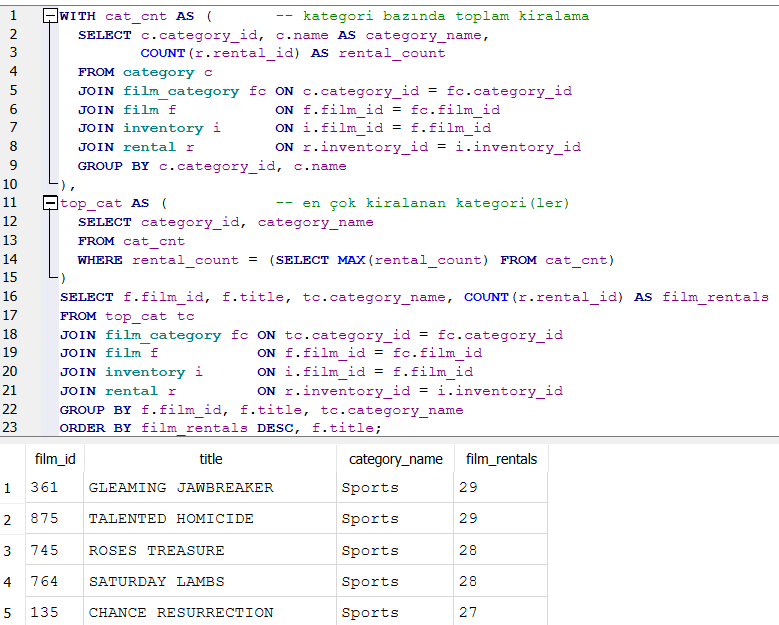 1 WITH cat_cnt AS (       -- kategori bazında toplam kiralama
2   SELECT c.category_id, c.name AS category_name,
3          COUNT(r.rental_id) AS rental_count
4   FROM category c
5   JOIN film_category fc ON c.category_id = fc.category_id
6   JOIN film f           ON f.film_id = fc.film_id
7   JOIN inventory i      ON i.film_id = f.film_id
8   JOIN rental r         ON r.inventory_id = i.inventory_id
9   GROUP BY c.category_id, c.name
10 ),
11 top_cat AS (            -- en çok kiralanan kategori(ler)
12   SELECT category_id, category_name
13   FROM cat_cnt
14   WHERE rental_count = (SELECT MAX(rental_count) FROM cat_cnt)
15 )
16 SELECT f.film_id, f.title, tc.category_name, COUNT(r.rental_id) AS film_rentals
17 FROM top_cat tc
18 JOIN film_category fc ON tc.category_id = fc.category_id
19 JOIN film f           ON f.film_id = fc.film_id
20 JOIN inventory i      ON i.film_id = f.film_id
21 JOIN rental r         ON r.inventory_id = i.inventory_id
22 GROUP BY f.film_id, f.title, tc.category_name
23 ORDER BY film_rentals DESC, f.title;
film_id title category_name film_rentals
1 361 GLEAMING JAWBREAKER Sports 29
2 875 TALENTED HOMICIDE Sports 29
3 745 ROSES TREASURE Sports 28
4 764 SATURDAY LAMBS Sports 28
5 135 CHANCE RESURRECTION Sports 27